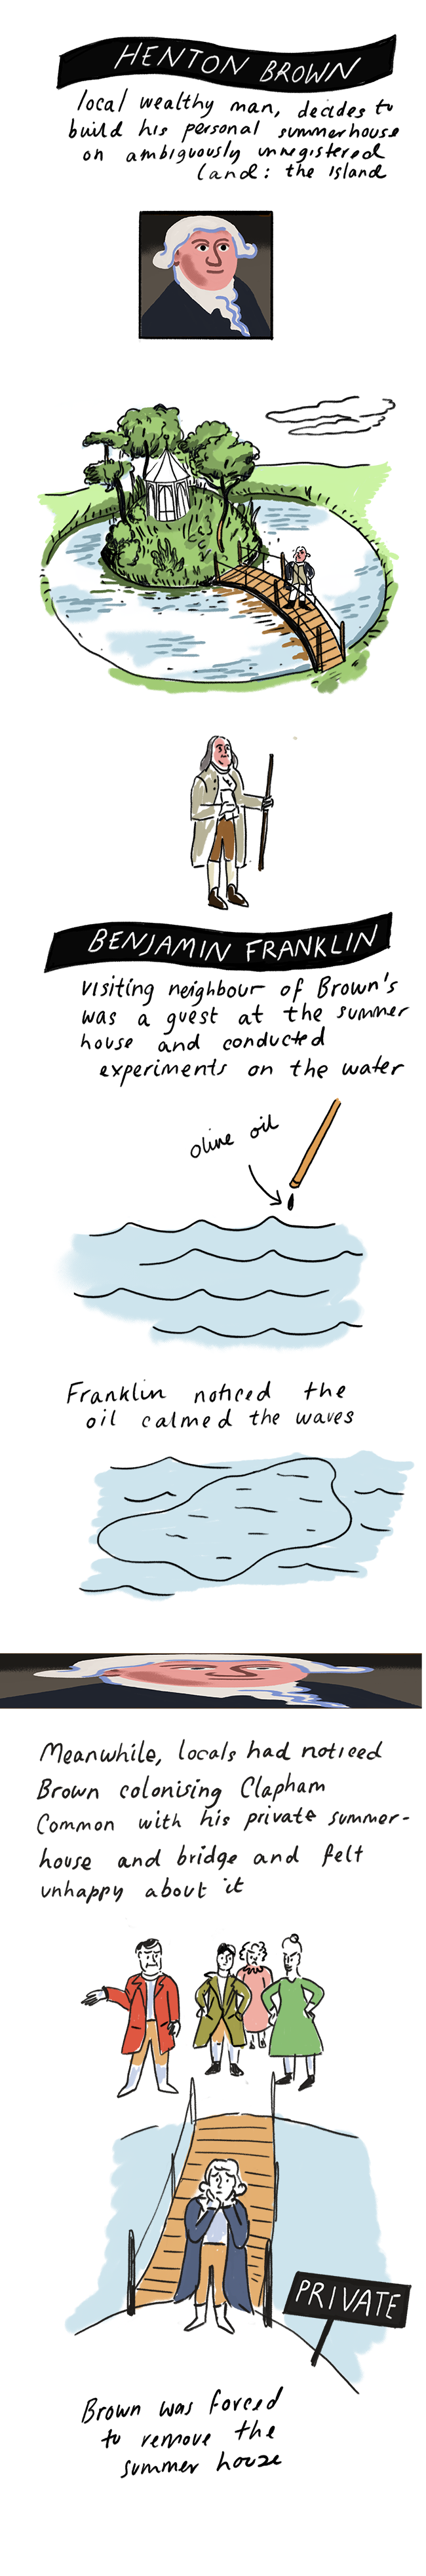 HENTON BROWN
local wealthy man, decides to
build his personal summerhouse
on ambiguously unregistered
land: the island
BENJAMIN FRANKLIN
visiting neighbour of Brown's
was a guest at the summer
house and conducted
experiments on the water
olive oil
Franklin noticed the
oil calmed the waves
Meanwhile, locals had noticed
Brown colonising Clapham
Common with his private summer-
house and bridge and felt
unhappy about it
PRIVATE
Brown was forced
to remove the
summer house